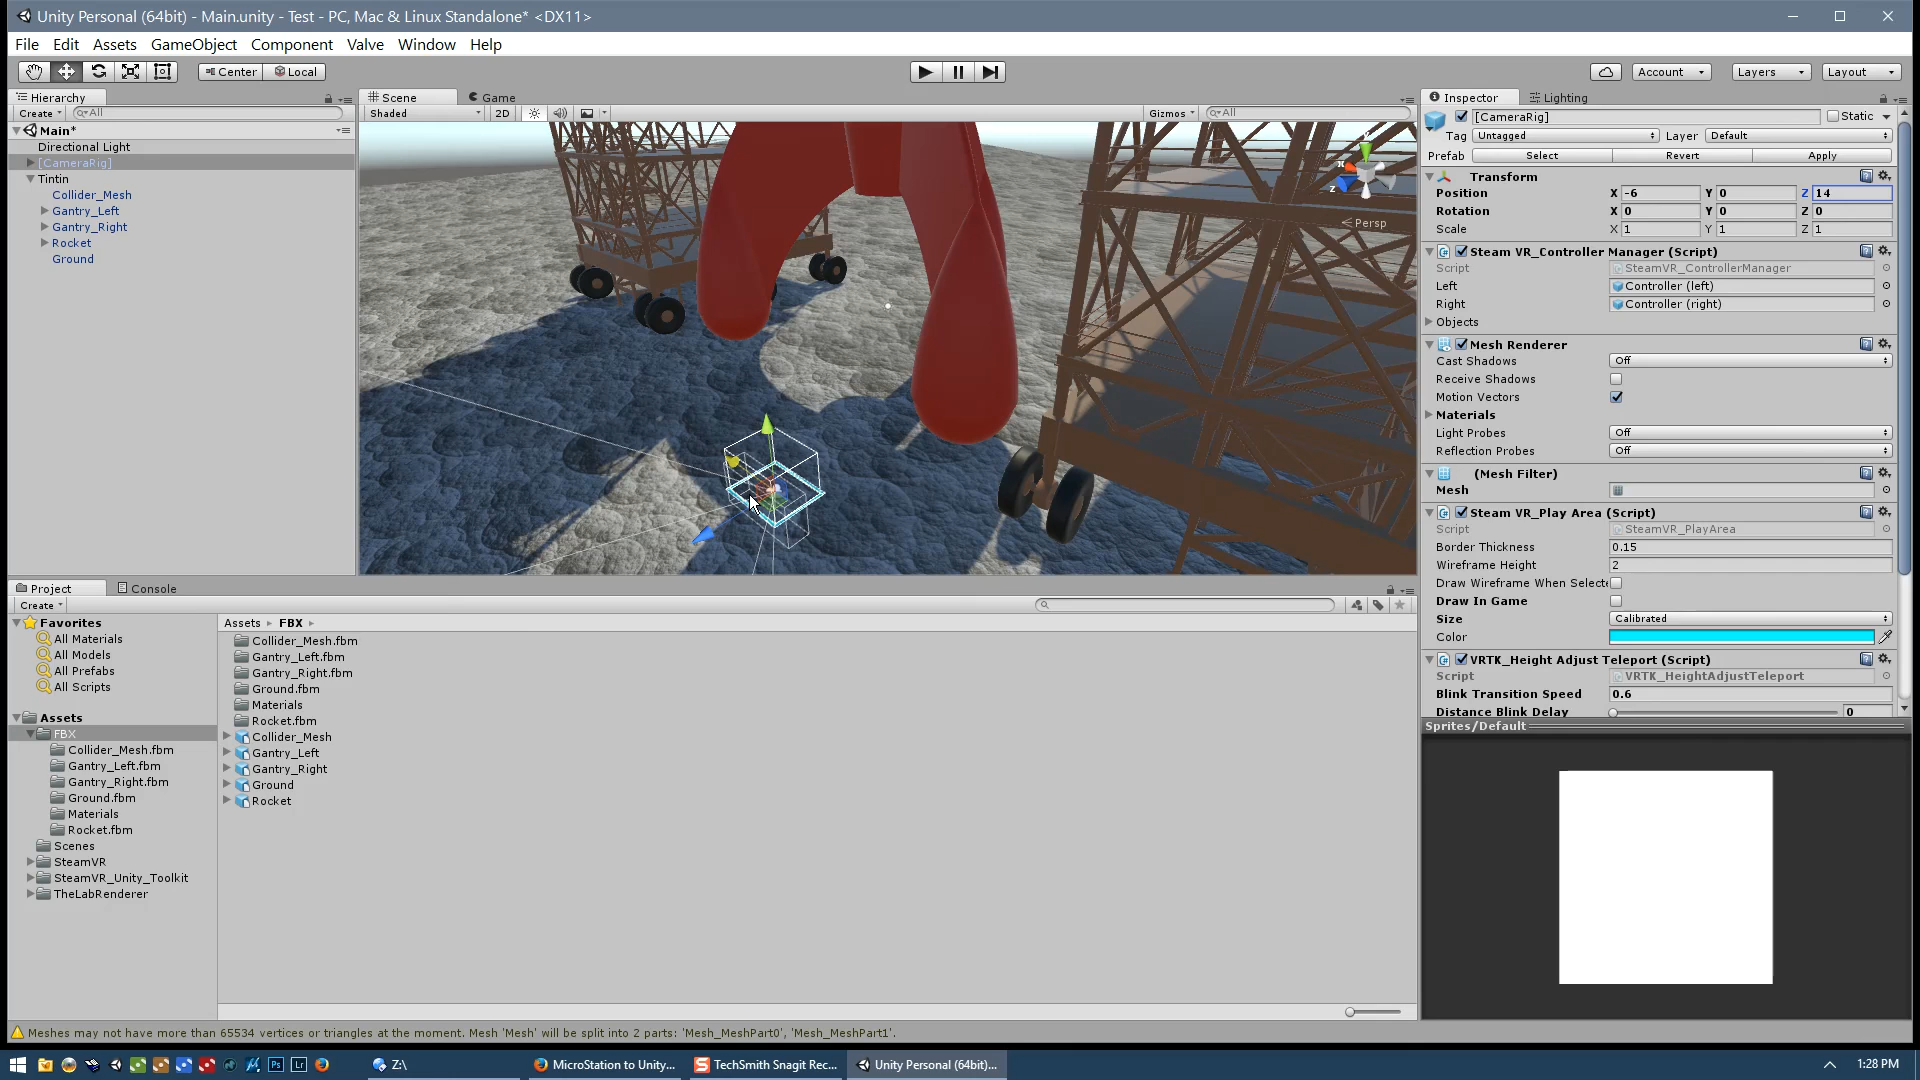 Unity Personal (64bit) - Main.unity - Test - PC, Mac & Linux Standalone* <DX11>
File Edit Assets GameObject Component Valve Window Help
Center Local
Account Layers Layout
Hierarchy
Create All
Main*
Directional Light
[CameraRig]
Tintin
Collider_Mesh
Gantry_Left
Gantry_Right
Rocket
Ground
Scene Game
Shaded 2D Gizmos All
x
z
Persp
Inspector Lighting
[CameraRig] Static
Tag Untagged Layer Default
Prefab Select Revert Apply
Transform
Position X -6 Y 0 Z 14
Rotation X 0 Y 0 Z 0
Scale X 1 Y 1 Z 1
Steam VR_Controller Manager (Script)
Script SteamVR_ControllerManager
Left Controller (left)
Right Controller (right)
Objects
Mesh Renderer
Cast Shadows Off
Receive Shadows
Motion Vectors
Materials
Light Probes Off
Reflection Probes Off
(Mesh Filter)
Mesh
Steam VR_Play Area (Script)
Script SteamVR_PlayArea
Border Thickness 0.15
Wireframe Height 2
Draw Wireframe When Selecte
Draw In Game
Size Calibrated
Color
VRTK_Height Adjust Teleport (Script)
Script VRTK_HeightAdjustTeleport
Blink Transition Speed 0.6
Distance Blink Delay 0
Sprites/Default
Project Console
Create
Favorites
All Materials
All Models
All Prefabs
All Scripts
Assets
FBX
Collider_Mesh.fbm
Gantry_Left.fbm
Gantry_Right.fbm
Ground.fbm
Materials
Rocket.fbm
Scenes
SteamVR
SteamVR_Unity_Toolkit
TheLabRenderer
Assets FBX
Collider_Mesh.fbm
Gantry_Left.fbm
Gantry_Right.fbm
Ground.fbm
Materials
Rocket.fbm
Collider_Mesh
Gantry_Left
Gantry_Right
Ground
Rocket
Meshes may not have more than 65534 vertices or triangles at the moment. Mesh 'Mesh' will be split into 2 parts: 'Mesh_MeshPart0', 'Mesh_MeshPart1'.
Ps Lr Z:\ MicroStation to Unity... TechSmith Snagit Rec... Unity Personal (64bit)... 1:28 PM